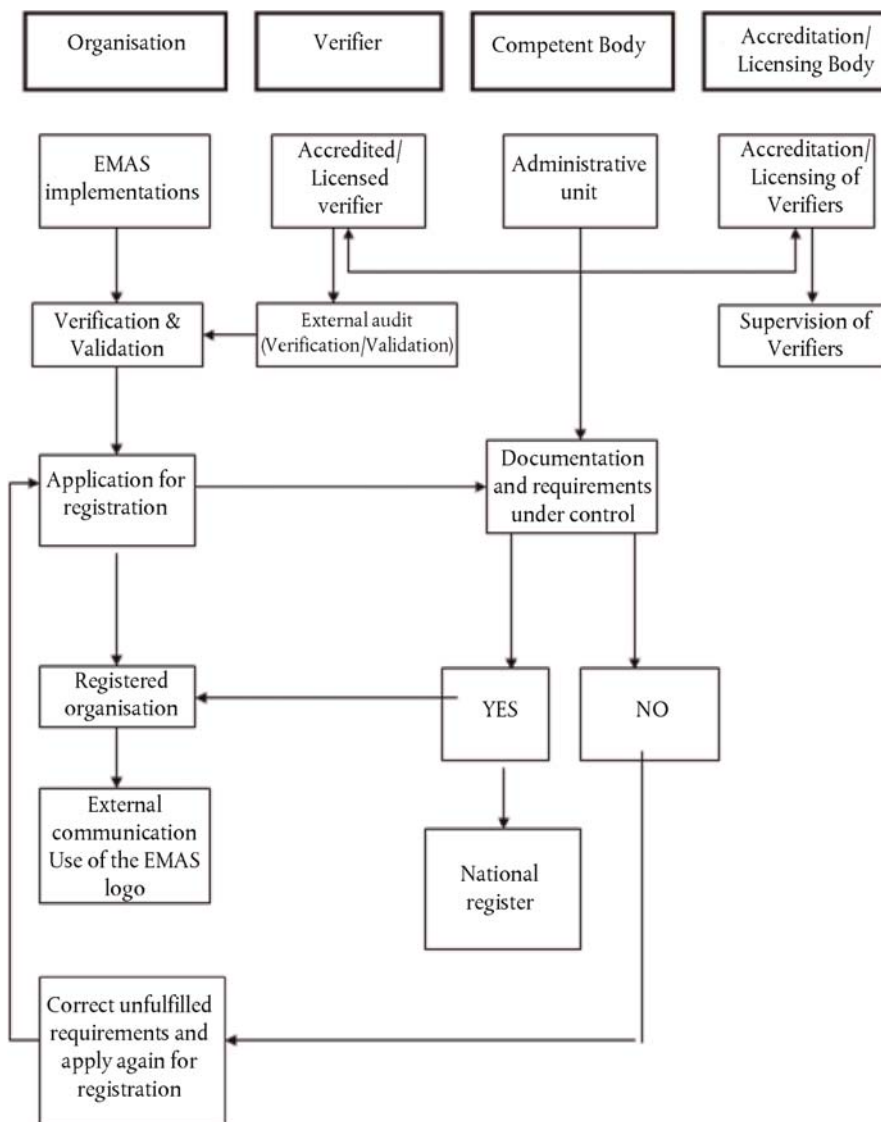 Organisation
Verifier
Competent Body
Accreditation/
Licensing Body
EMAS
implementations
Accredited/
Licensed
verifier
Administrative
unit
Accreditation/
Licensing of
Verifiers
Verification &
Validation
External audit
(Verification/Validation)
Supervision of
Verifiers
Application for
registration
Documentation
and requirements
under control
Registered
organisation
YES
NO
External
communication
Use of the EMAS
logo
National
register
Correct unfulfilled
requirements and
apply again for
registration